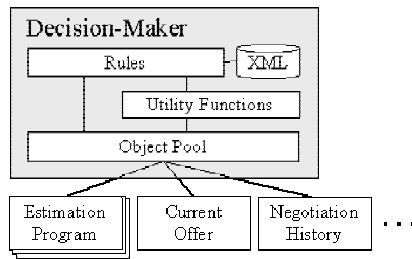 Decision-Maker
Rules
XML
Utility Functions
Object Pool
Estimation
Program
Current
Offer
Negotiation
History
...